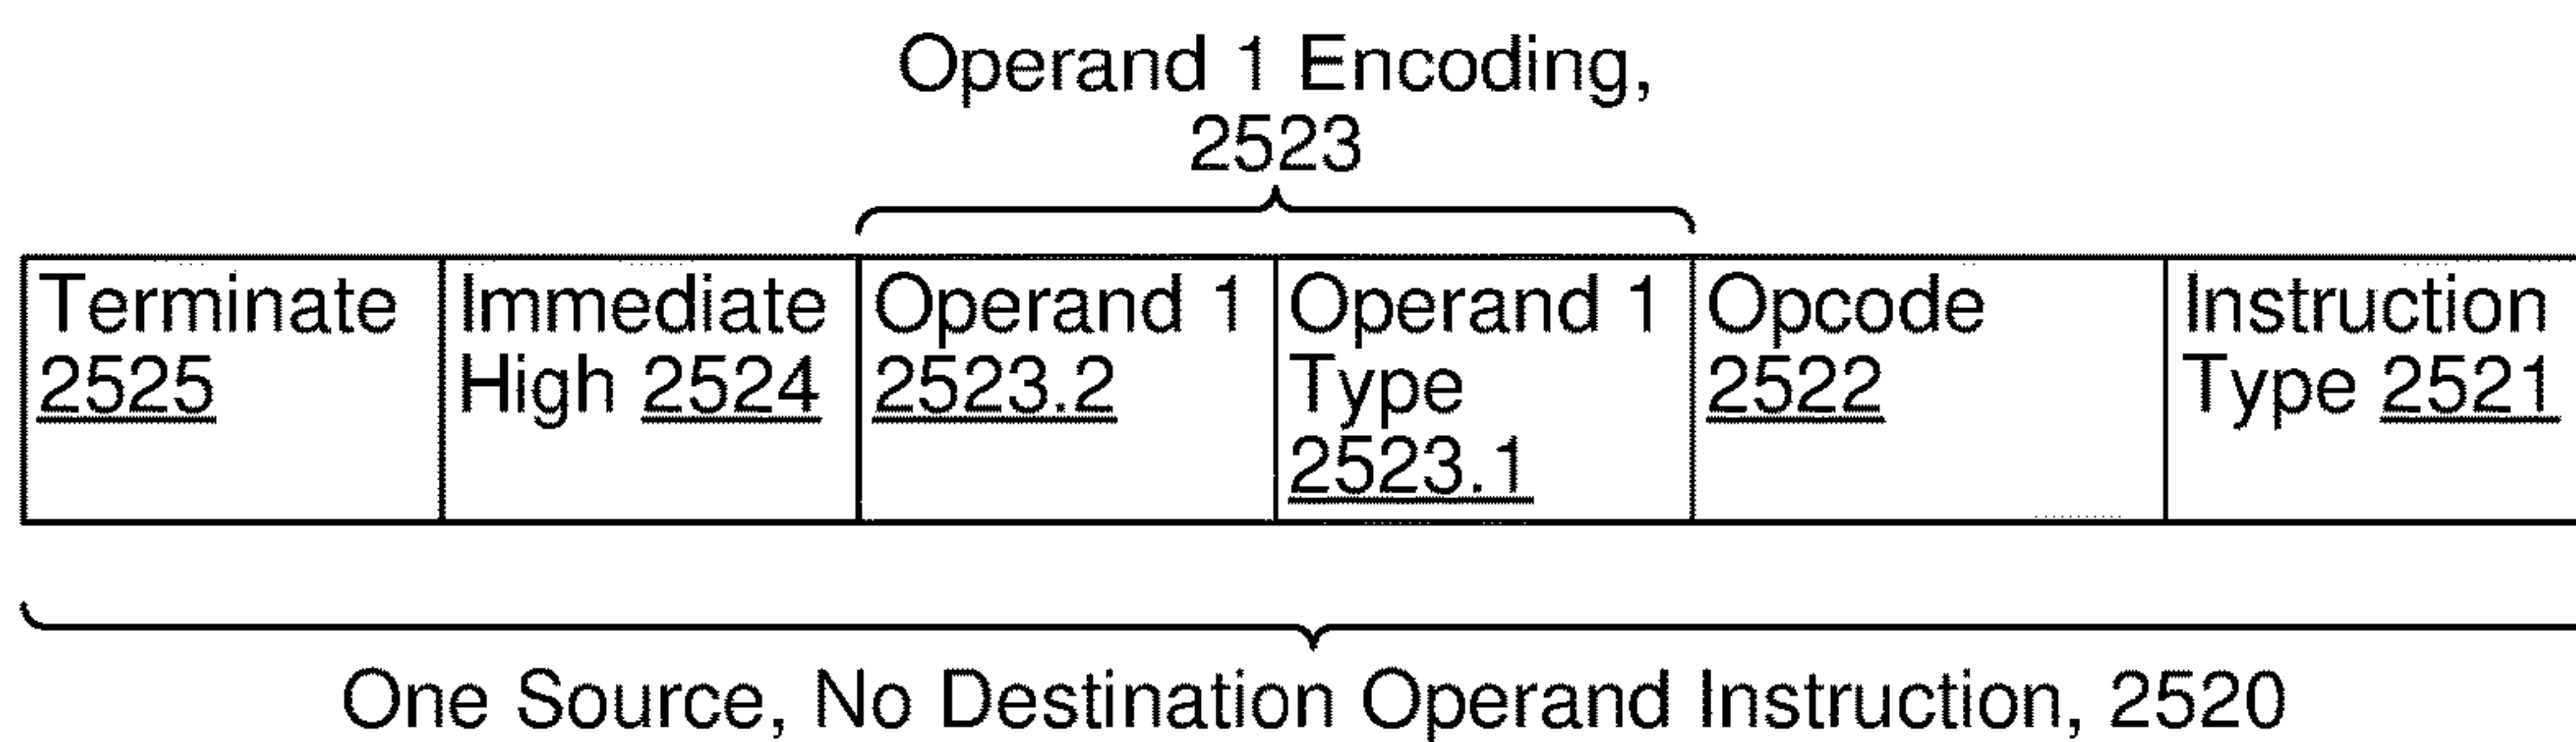 Operand 1 Encoding,
2523
Terminate
2525
Immediate
High 2524
Operand 1
2523.2
Operand 1
Type
2523.1
Opcode
2522
Instruction
Type 2521
One Source, No Destination Operand Instruction, 2520